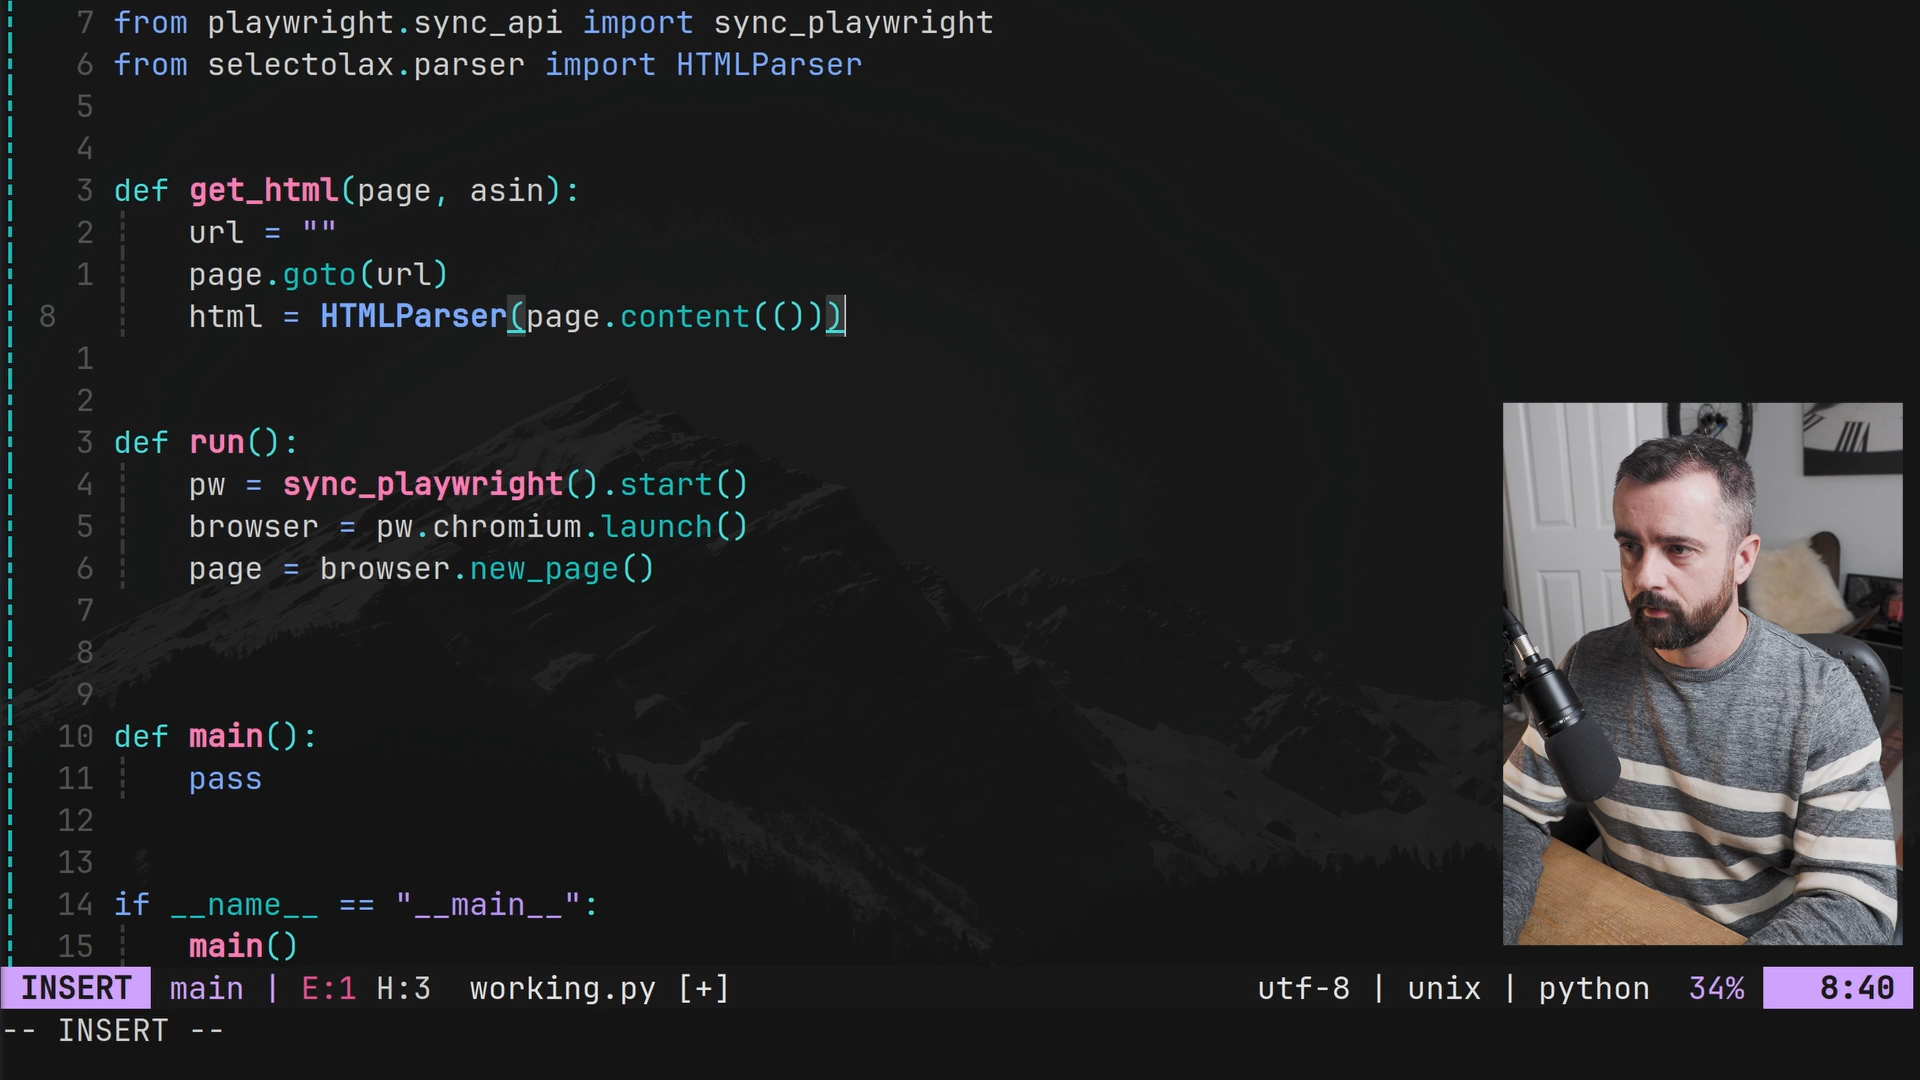 7 from playwright.sync_api import sync_playwright
6 from selectolax.parser import HTMLParser
5
4
3 def get_html(page, asin):
2     url = ""
1     page.goto(url)
8     html = HTMLParser(page.content(()))
1
2
3 def run():
4     pw = sync_playwright().start()
5     browser = pw.chromium.launch()
6     page = browser.new_page()
7
8
9
10 def main():
11     pass
12
13
14 if __name__ == "__main__":
15     main()
INSERT main | E:1 H:3 working.py [+] utf-8 | unix | python 34% 8:40
-- INSERT --